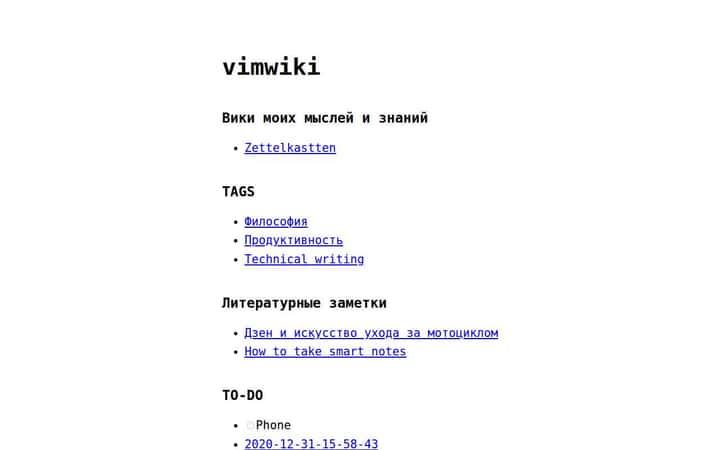 vimwiki
Вики моих мыслей и знаний
Zettelkastten
TAGS
Философия
Продуктивность
Technical writing
Литературные заметки
Дзен и искусство ухода за мотоциклом
How to take smart notes
TO-DO
Phone
2020-12-31-15-58-43